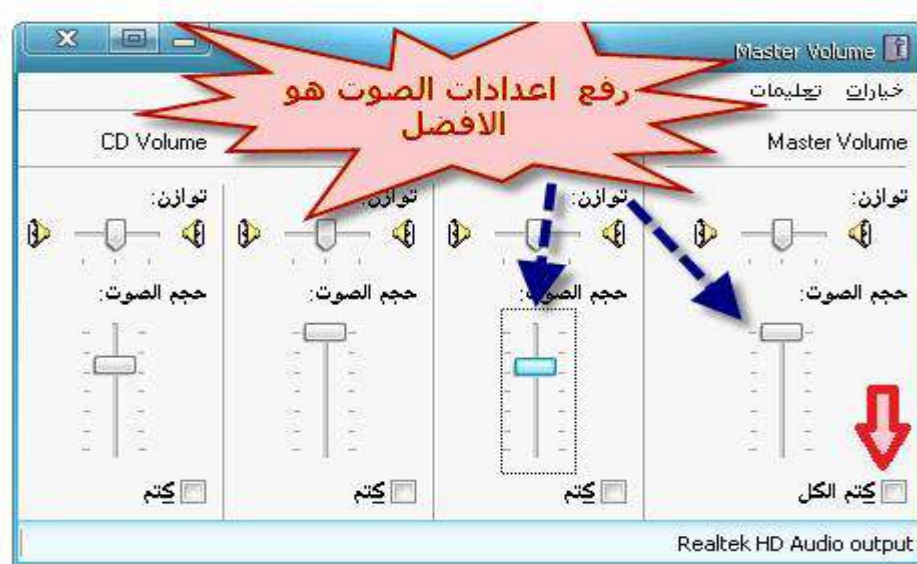 Master Volume
خيارات تعليمات
رفع اعدادات الصوت هو
الافضل
Master Volume
CD Volume
توازن:
توازن:
توازن:
توازن:
حجم الصوت:
حجم الصوت:
حجم الصوت:
حجم الصوت:
كتم الكل
كتم
كتم
كتم
Realtek HD Audio output